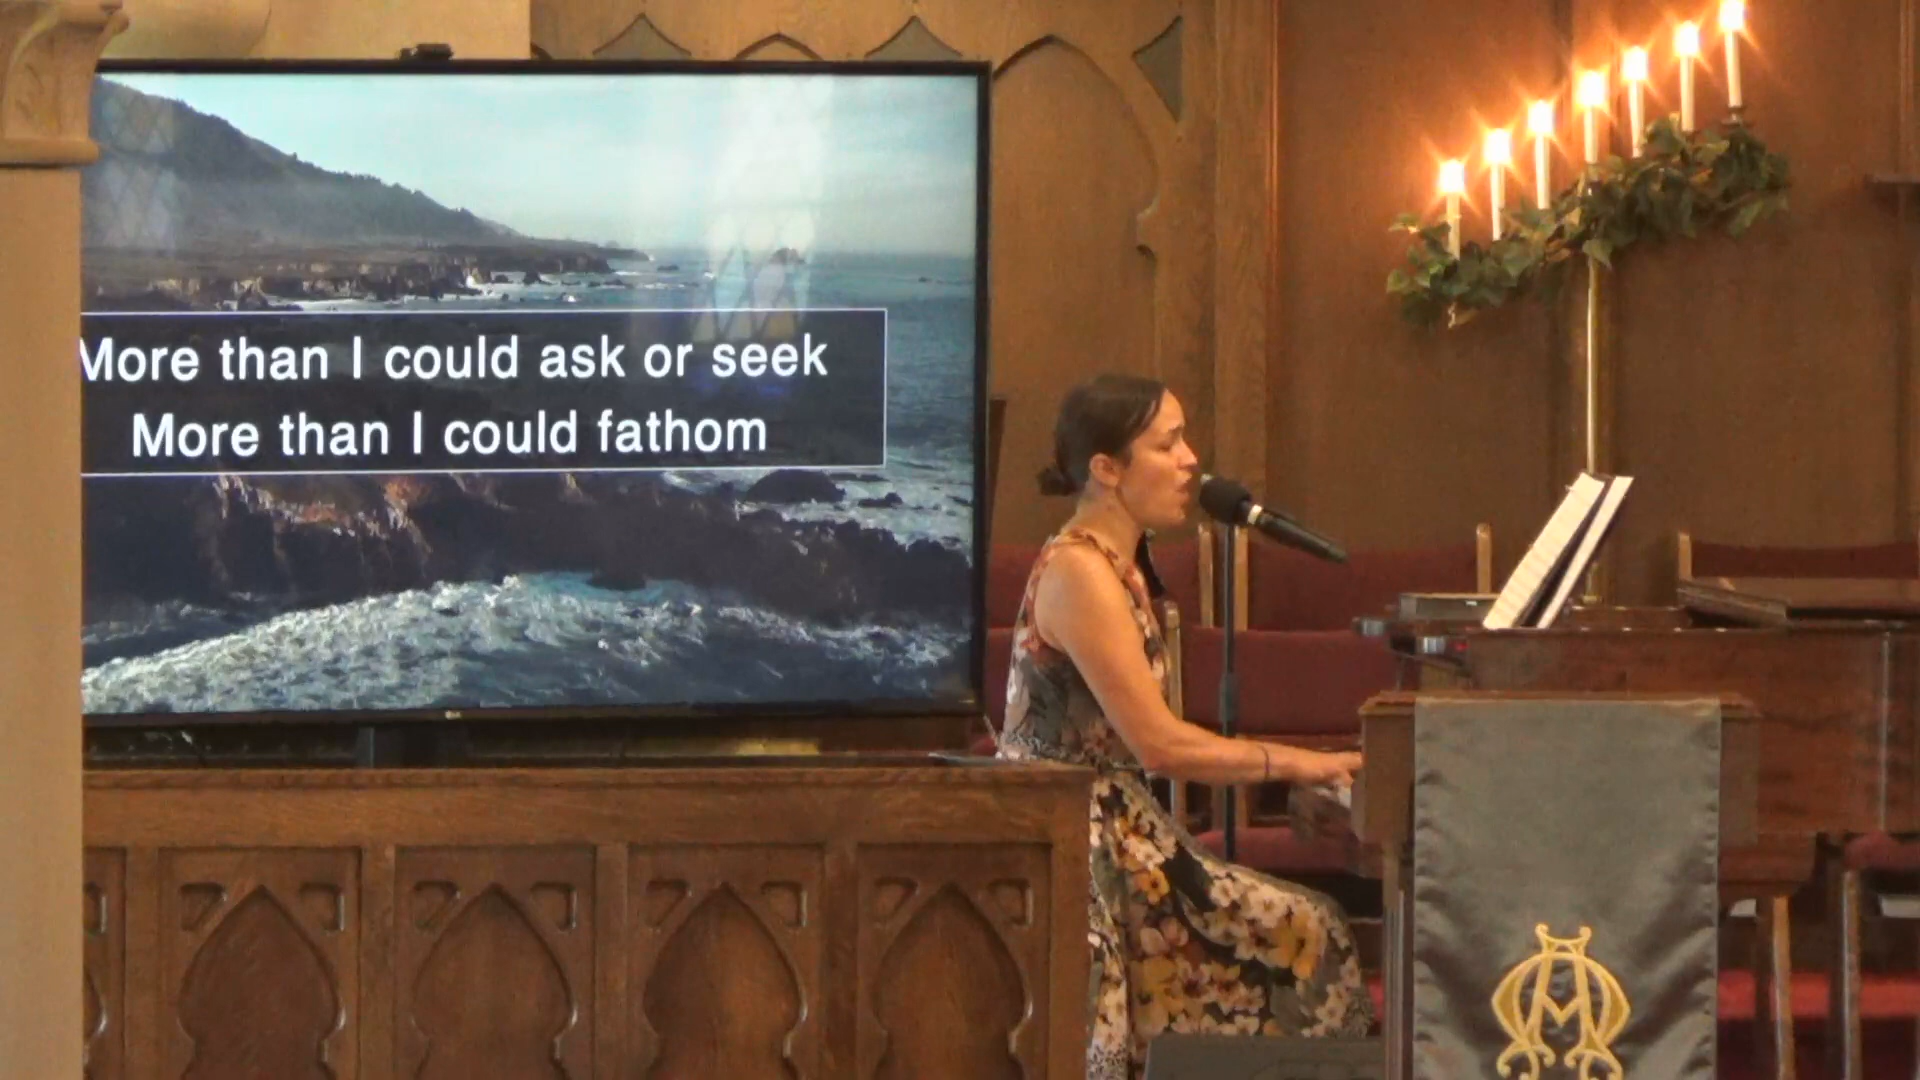 More than I could ask or seek
More than I could fathom